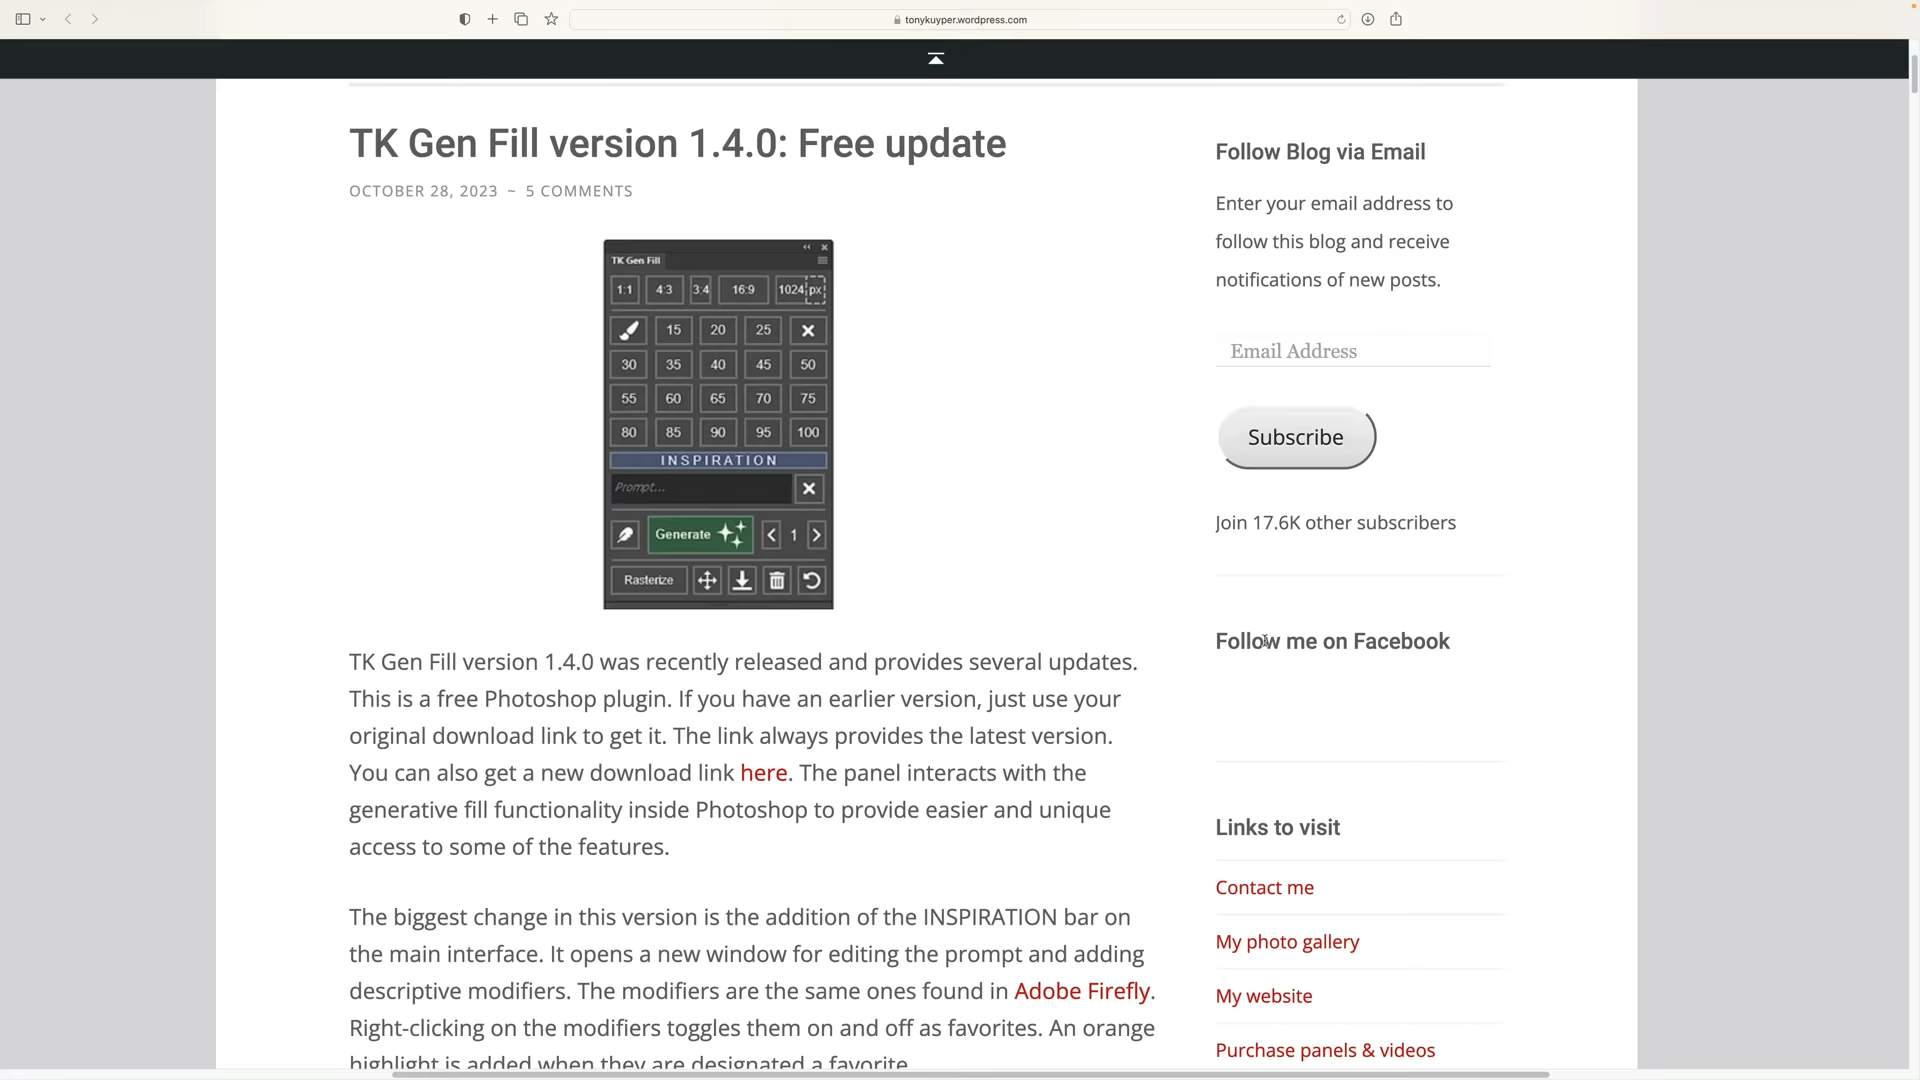 tonykuyper.wordpress.com
TK Gen Fill version 1.4.0: Free update
OCTOBER 28, 2023 ~ 5 COMMENTS
TK Gen Fill
1:1 4:3 3:4 16:9 1024 px
15 20 25
30 35 40 45 50
55 60 65 70 75
80 85 90 95 100
INSPIRATION
Prompt...
Generate 1
Rasterize
TK Gen Fill version 1.4.0 was recently released and provides several updates.
This is a free Photoshop plugin. If you have an earlier version, just use your
original download link to get it. The link always provides the latest version.
You can also get a new download link here. The panel interacts with the
generative fill functionality inside Photoshop to provide easier and unique
access to some of the features.
The biggest change in this version is the addition of the INSPIRATION bar on
the main interface. It opens a new window for editing the prompt and adding
descriptive modifiers. The modifiers are the same ones found in Adobe Firefly.
Right-clicking on the modifiers toggles them on and off as favorites. An orange
highlight is added when they are designated a favorite
Follow Blog via Email
Enter your email address to
follow this blog and receive
notifications of new posts.
Email Address
Subscribe
Join 17.6K other subscribers
Follow me on Facebook
Links to visit
Contact me
My photo gallery
My website
Purchase panels & videos